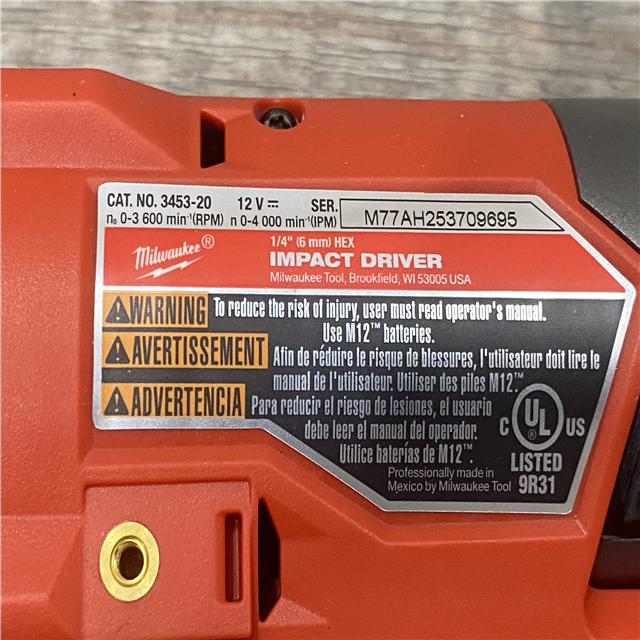 CAT. NO. 3453-20 12 V⎓ SER. M77AH253709695
n₀ 0-3 600 min⁻¹(RPM) n 0-4 000 min⁻¹(IPM)
Milwaukee®
1/4" (6 mm) HEX
IMPACT DRIVER
Milwaukee Tool, Brookfield, WI 53005 USA
WARNING To reduce the risk of injury, user must read operator's manual.
Use M12™ batteries.
AVERTISSEMENT Afin de réduire le risque de blessures, l'utilisateur doit lire le
manual de l'utilisateur. Utiliser des piles M12™.
ADVERTENCIA Para reducir el riesgo de lesiones, el usuario
debe leer el manual del operador.
Utilice baterías de M12™.
Professionally made in
Mexico by Milwaukee Tool
C UL® US
LISTED
9R31